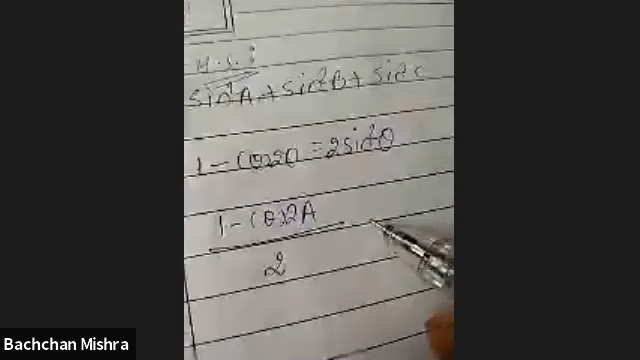 H.S.:
sin²A + sin²B + sin²C
1 - cos2θ = 2sin²θ
1 - cos2A
2
Bachchan Mishra